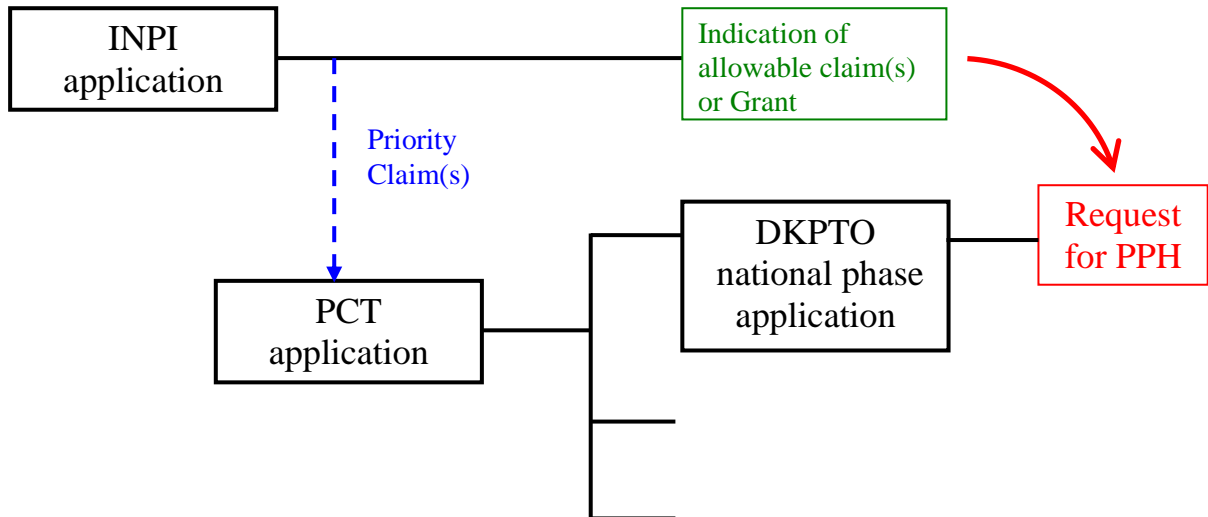 INPI
application
Indication of
allowable claim(s)
or Grant
Priority
Claim(s)
DKPTO
national phase
application
Request
for PPH
PCT
application